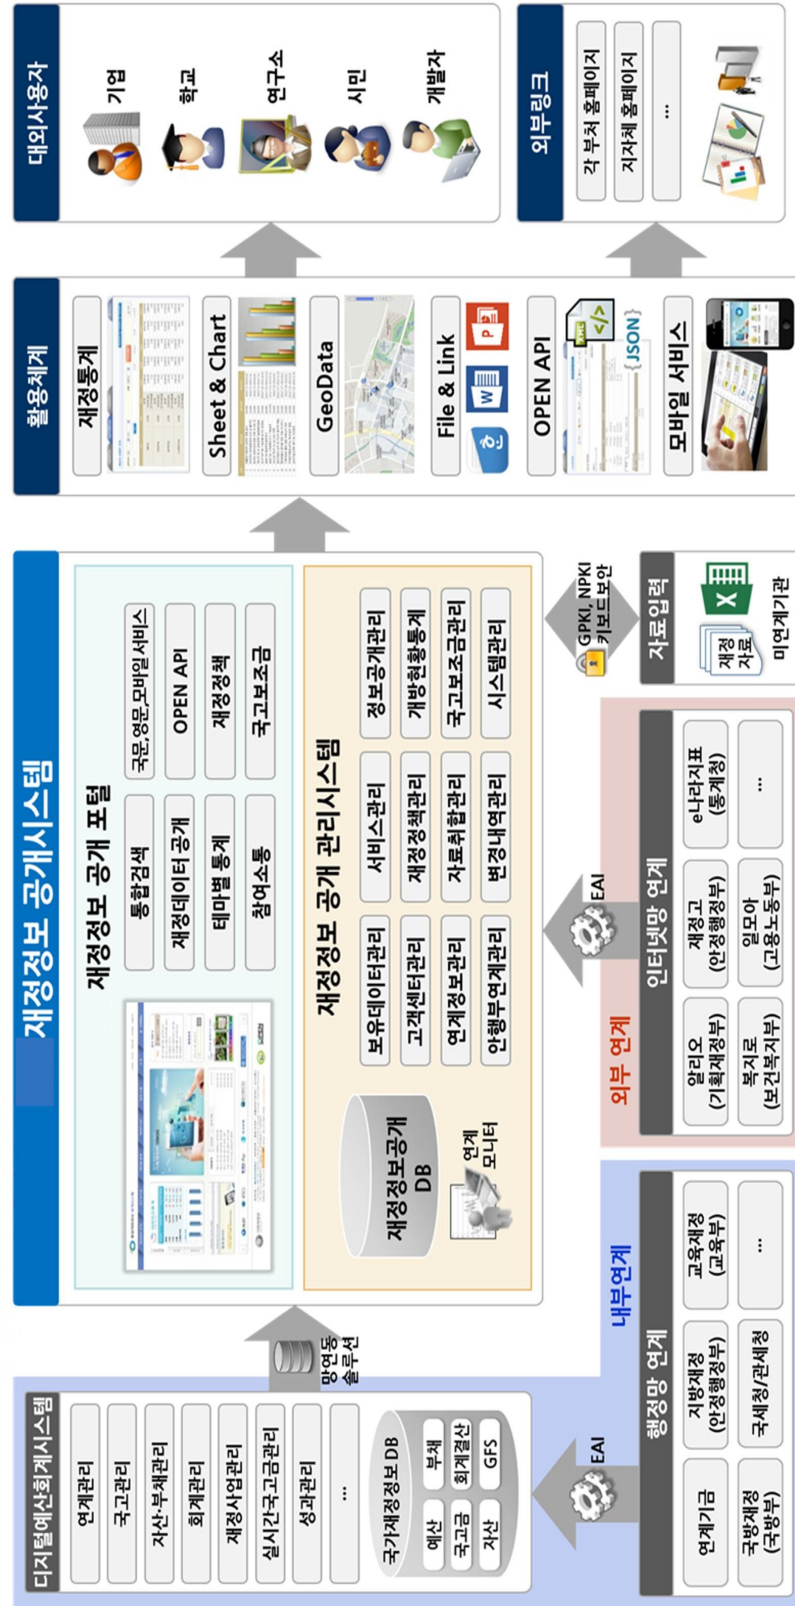 디지털예산회계시스템
연계관리
국고관리
자산·부채관리
회계관리
재정사업관리
실시간국고금관리
성과관리
...
국가재정정보 DB
예산
부채
국고금
회계결산
자산
GFS
망연동
솔루션
EAI
내부연계
행정망 연계
연계기금
지방재정
(안정행정부)
교육재정
(교육부)
국방재정
(국방부)
국세청/관세청
...
재정정보 공개시스템
재정정보 공개 포털
통합검색
국문,영문,모바일 서비스
재정데이터 공개
OPEN API
테마별 통계
재정정책
참여소통
국고보조금
재정정보 공개 관리시스템
재정정보공개
DB
연계
모니터
보유데이터관리
서비스관리
정보공개관리
고객센터관리
재정정책관리
개방현황통계
연계정보관리
자료취합관리
국고보조금관리
안행부연계관리
변경내역관리
시스템관리
EAI
외부 연계
인터넷망 연계
알리오
(기획재정부)
재정고
(안정행정부)
e나라지표
(통계청)
복지로
(보건복지부)
일모아
(고용노동부)
...
GPKI, NPKI
키보드보안
자료입력
재정
자료
X
미연계기관
활용체계
재정통계
Sheet & Chart
GeoData
File & Link
한
W
P
OPEN API
XML
</>
{JSON}
모바일 서비스
대외사용자
기업
학교
연구소
시민
개발자
외부링크
각 부처 홈페이지
지자체 홈페이지
...